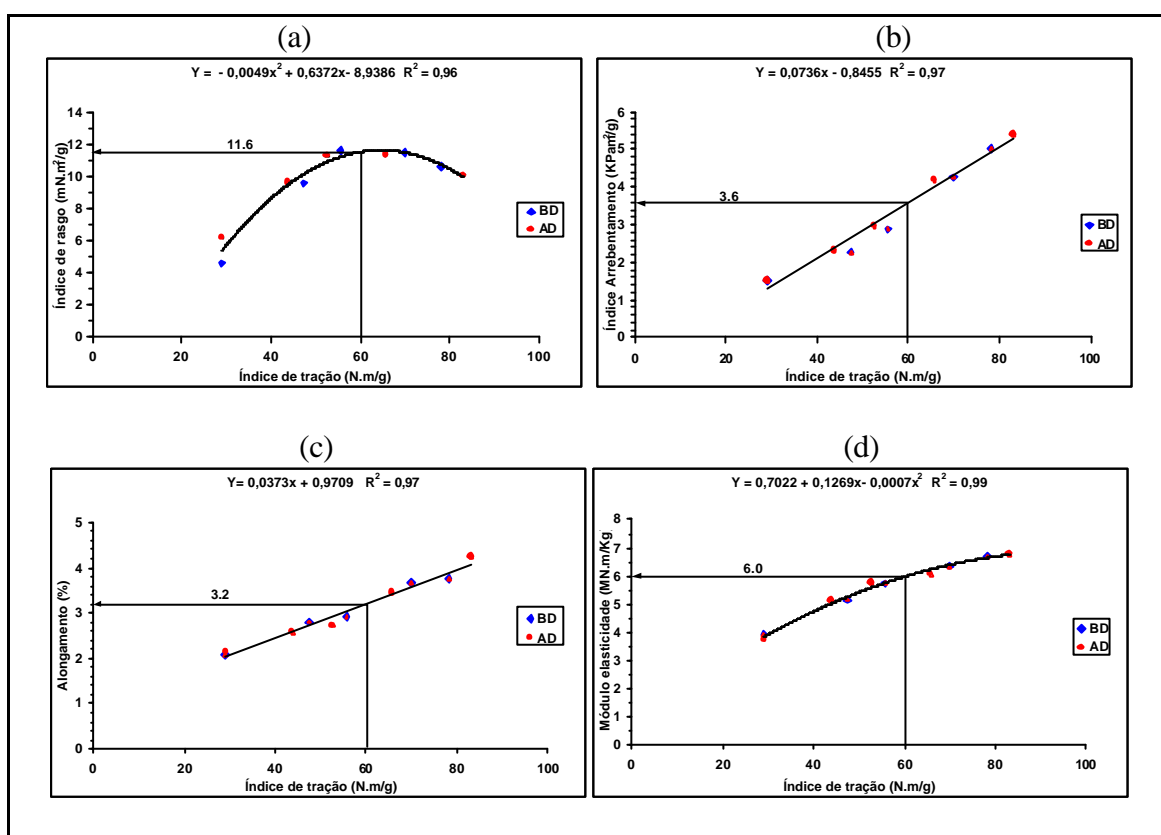 (a)
Y = - 0,0049x² + 0,6372x- 8,9386 R² = 0,96
Índice de rasgo (mN.m²/g)
14
12
10
8
6
4
2
0
11.6
BD
AD
0 20 40 60 80 100
Índice de tração (N.m/g)
(b)
Y = 0,0736x - 0,8455 R² = 0,97
Índice Arrebentamento (KPam²/g)
6
5
4
3
2
1
0
3.6
BD
AD
0 20 40 60 80 100
Índice de tração (N.m/g)
(c)
Y= 0,0373x + 0,9709 R² = 0,97
Alongamento (%)
5
4
3
2
1
0
3.2
BD
AD
0 20 40 60 80 100
Índice de tração (N.m/g)
(d)
Y = 0,7022 + 0,1269x- 0,0007x² R² = 0,99
Módulo elasticidade (MN.m/Kg
8
7
6
5
4
3
2
1
0
6.0
BD
AD
0 20 40 60 80 100
Índice de tração (N.m/g)